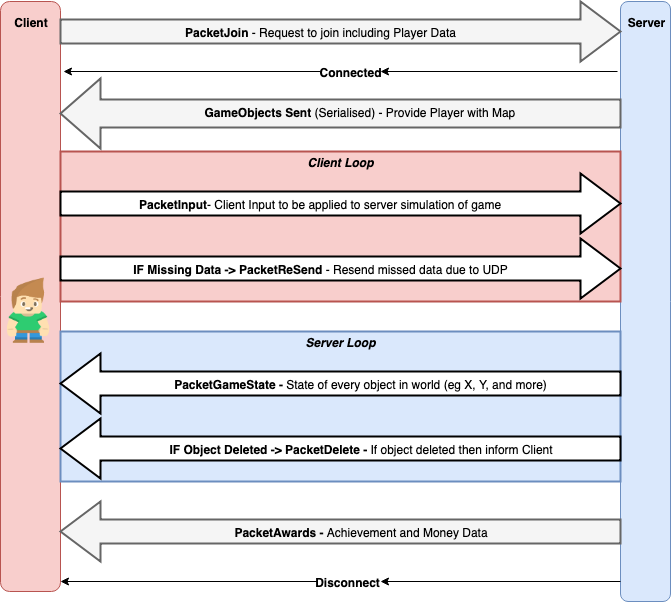 Client
Server
PacketJoin - Request to join including Player Data
Connected
GameObjects Sent (Serialised) - Provide Player with Map
Client Loop
PacketInput- Client Input to be applied to server simulation of game
IF Missing Data -> PacketReSend - Resend missed data due to UDP
Server Loop
PacketGameState - State of every object in world (eg X, Y, and more)
IF Object Deleted -> PacketDelete - If object deleted then inform Client
PacketAwards - Achievement and Money Data
Disconnect